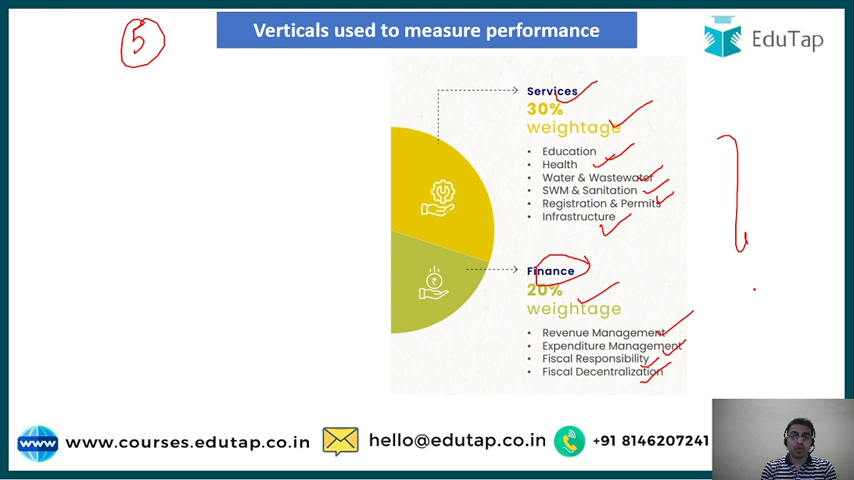 5
Verticals used to measure performance
EduTap
Services
30%
weightage
• Education
• Health
• Water & Wastewater
• SWM & Sanitation
• Registration & Permits
• Infrastructure
Finance
20%
weightage
• Revenue Management
• Expenditure Management
• Fiscal Responsibility
• Fiscal Decentralization
www
www.courses.edutap.co.in
hello@edutap.co.in
+91 8146207241